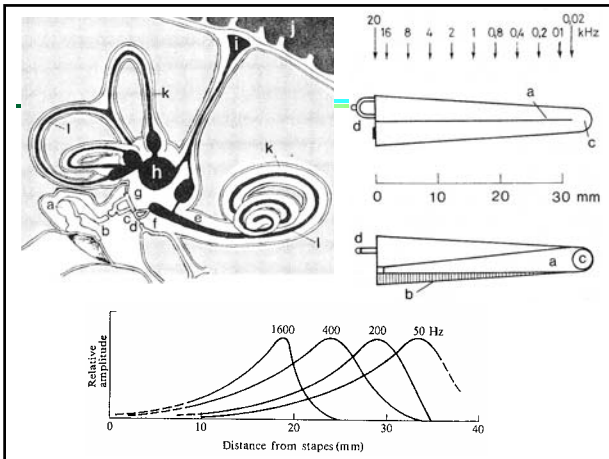 j
i
k
l
h
k
g
a
c
d
e
f
b
l
20
16 8 4 2 1 0,8 0,4 0,2 01 0,02 kHz
a
d
c
0 10 20 30 mm
d
a
c
b
1600 400 200 50 Hz
Relative
amplitude
0 10 20 30 40
Distance from stapes (mm)